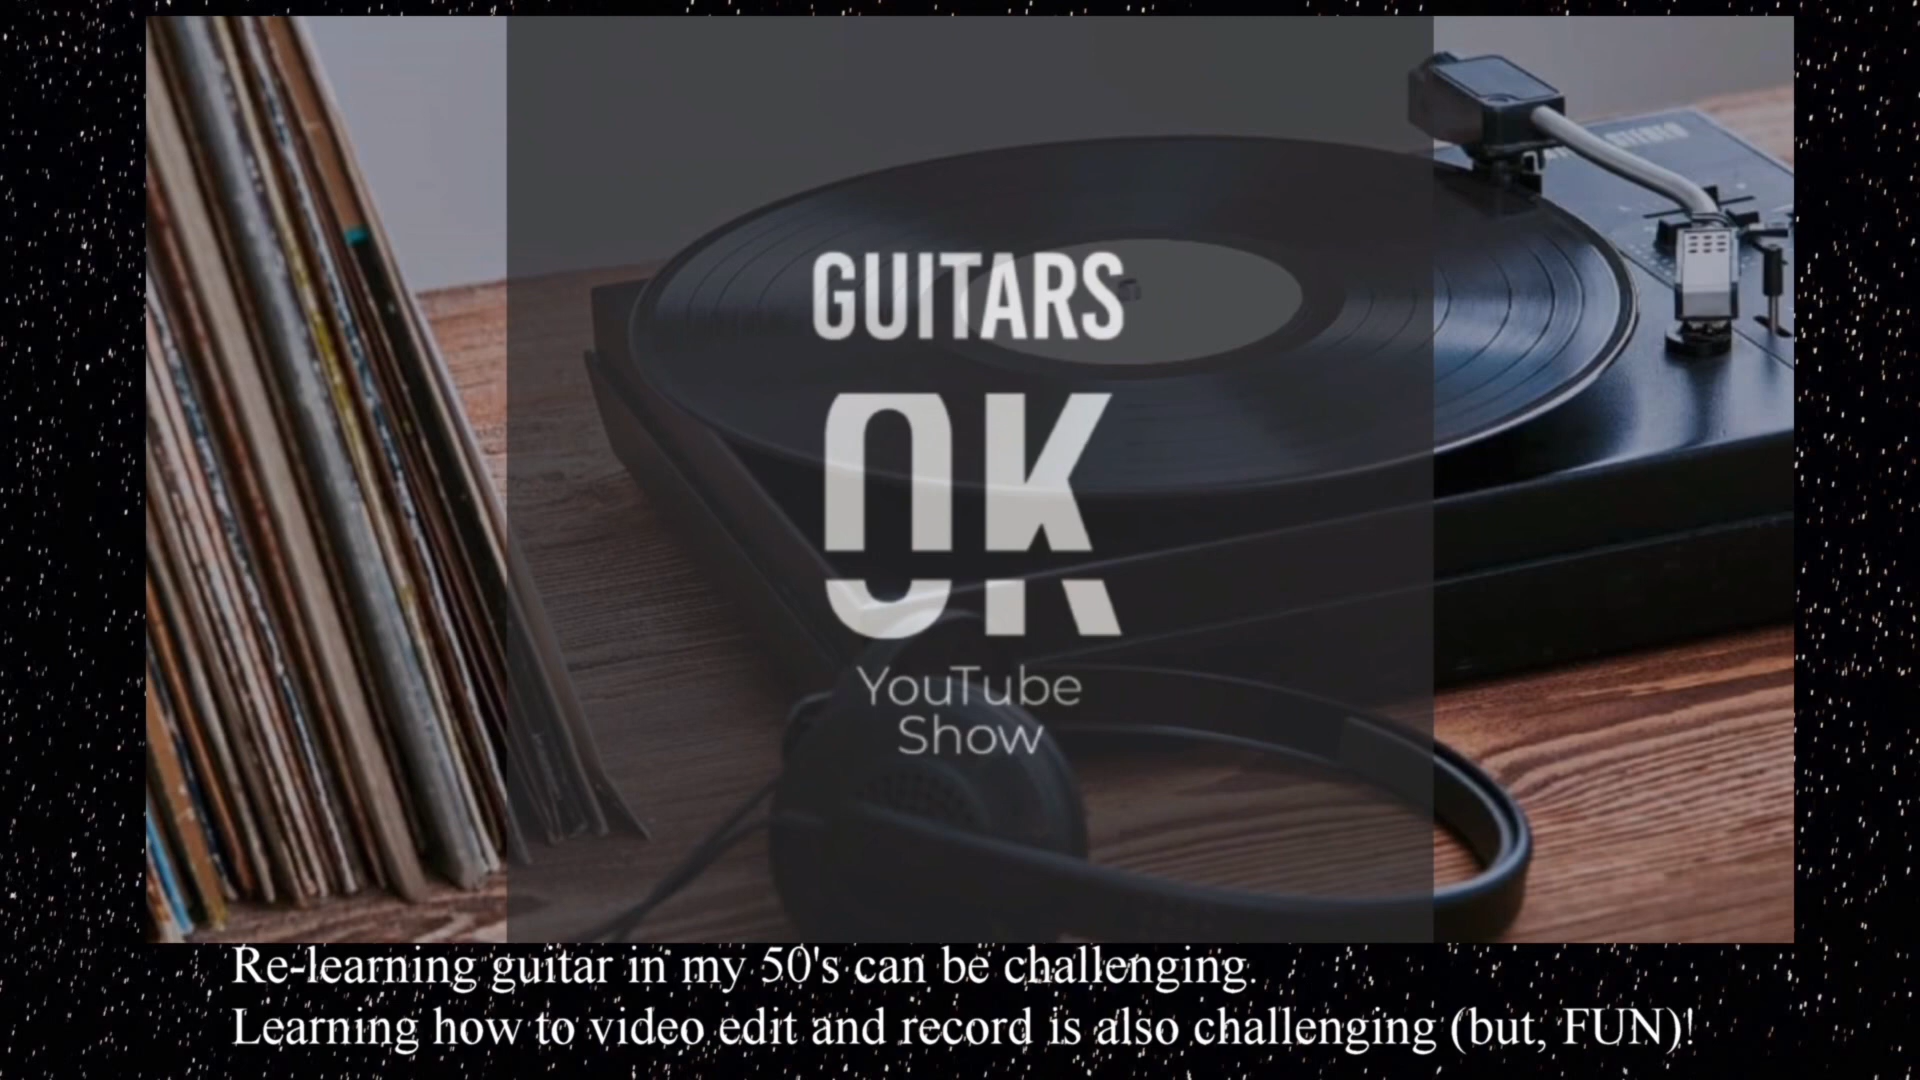 GUITARS
OK
YouTube
Show
Re-learning guitar in my 50's can be challenging.
Learning how to video edit and record is also challenging (but, FUN)!